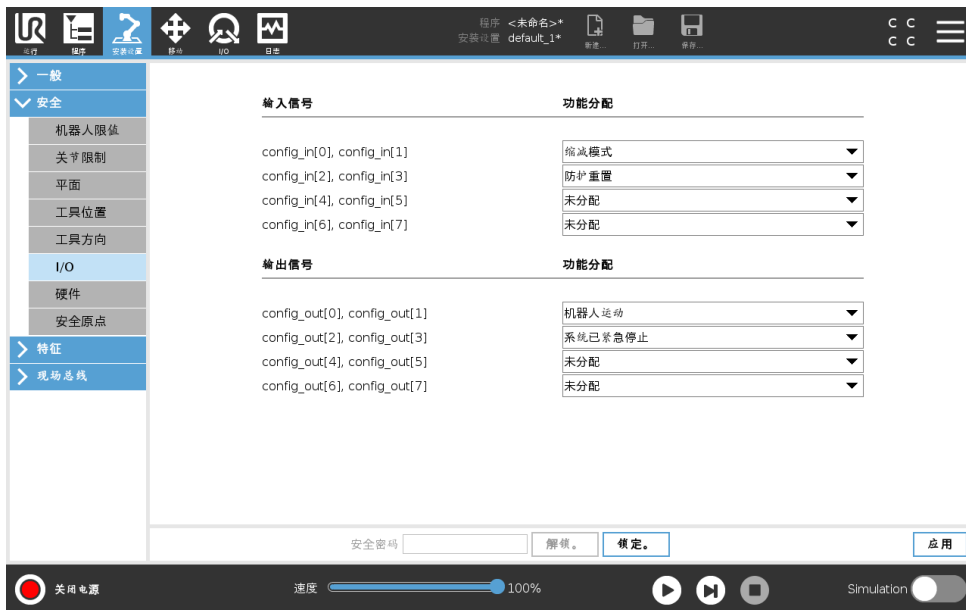 UR
运行 程序 安装设置 移动 I/O 日志
程序 <未命名>*
安装设置 default_1*
新建... 打开... 保存...
C C
C C
一般
安全
机器人限值
关节限制
平面
工具位置
工具方向
I/O
硬件
安全原点
特征
现场总线
输入信号 功能分配
config_in[0], config_in[1] 缩减模式
config_in[2], config_in[3] 防护重置
config_in[4], config_in[5] 未分配
config_in[6], config_in[7] 未分配
输出信号 功能分配
config_out[0], config_out[1] 机器人运动
config_out[2], config_out[3] 系统已紧急停止
config_out[4], config_out[5] 未分配
config_out[6], config_out[7] 未分配
安全密码 解锁。 锁定。 应用
关闭电源 速度 100% Simulation